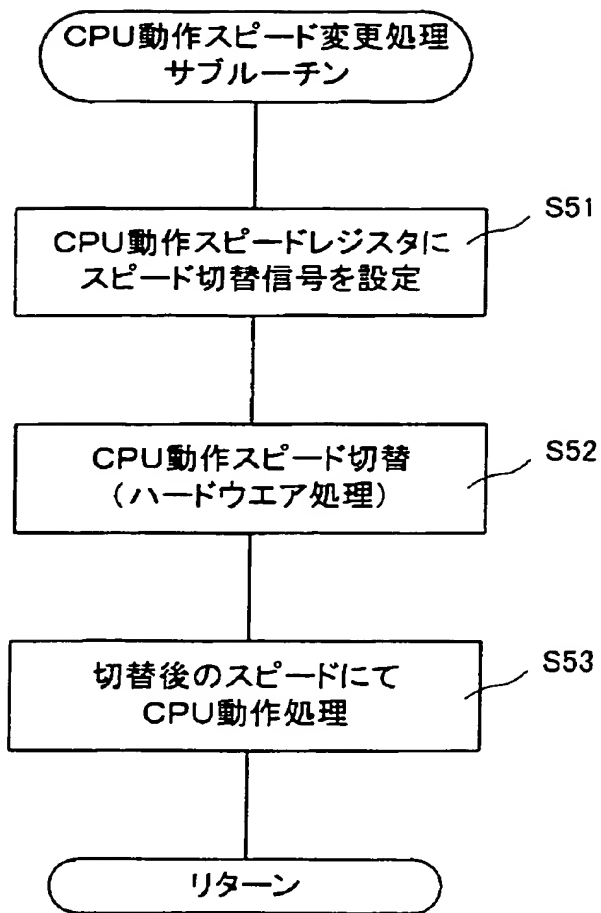 CPU動作スピード変更処理
サブルーチン
S51
CPU動作スピードレジスタに
スピード切替信号を設定
S52
CPU動作スピード切替
(ハードウエア処理)
S53
切替後のスピードにて
CPU動作処理
リターン